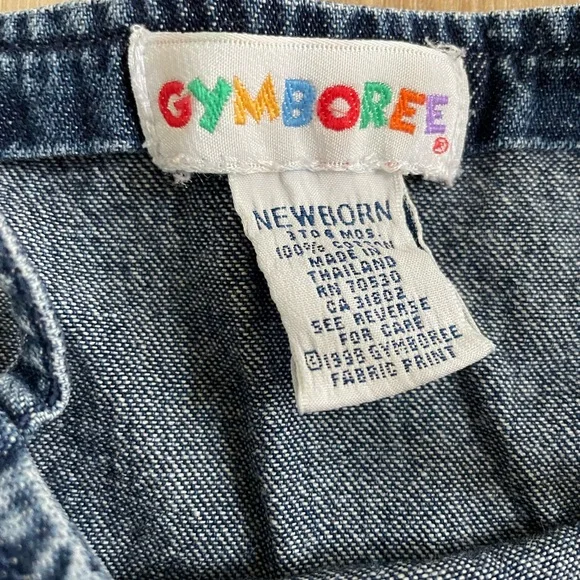 GYMBOREE®
NEWBORN
3 TO 6 MOS.
100% COTTON
MADE IN
THAILAND
RN 70530
CA 31802
SEE REVERSE
FOR CARE
©1998 GYMBOREE
FABRIC PRINT